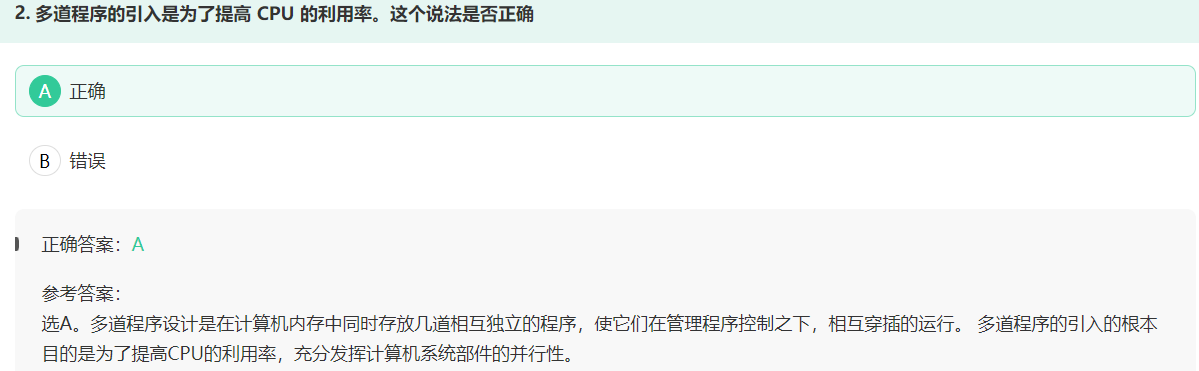 2. 多道程序的引入是为了提高 CPU 的利用率。这个说法是否正确
A 正确
B 错误
正确答案：A
参考答案：
选A。多道程序设计是在计算机内存中同时存放几道相互独立的程序，使它们在管理程序控制之下，相互穿插的运行。 多道程序的引入的根本
目的是为了提高CPU的利用率，充分发挥计算机系统部件的并行性。